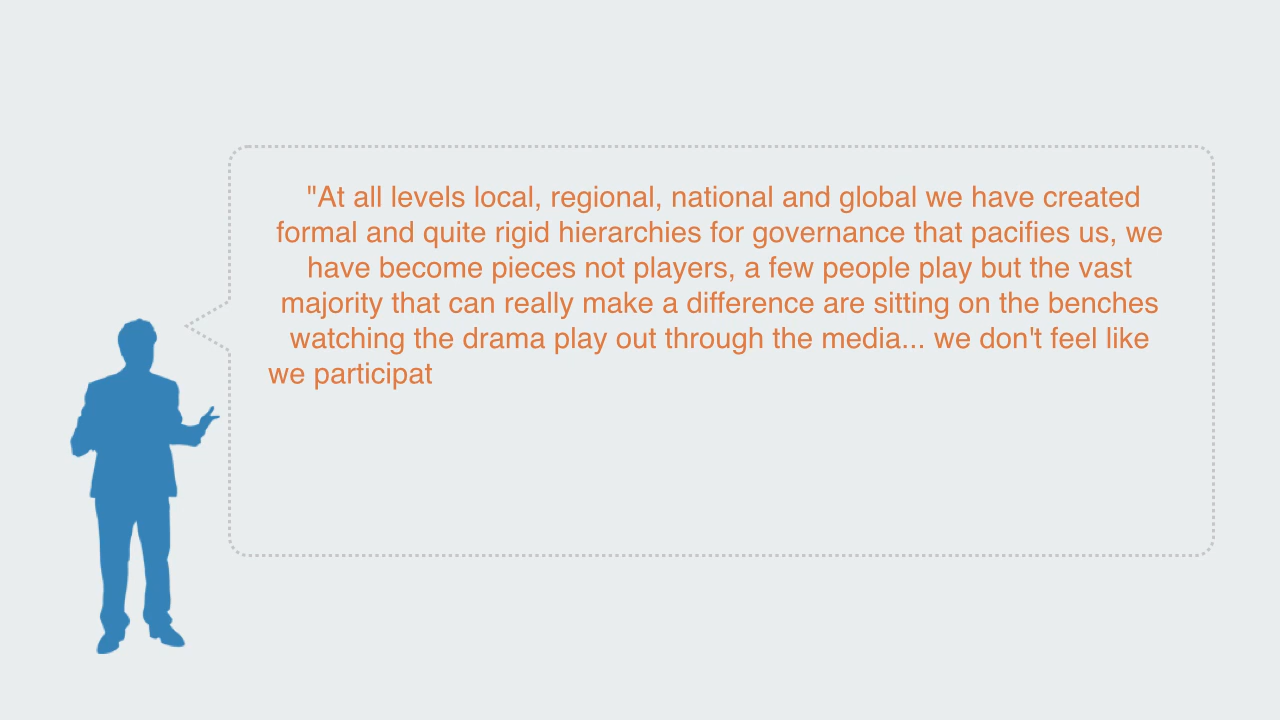 "At all levels local, regional, national and global we have created
formal and quite rigid hierarchies for governance that pacifies us, we
have become pieces not players, a few people play but the vast
majority that can really make a difference are sitting on the benches
watching the drama play out through the media... we don't feel like
we participat